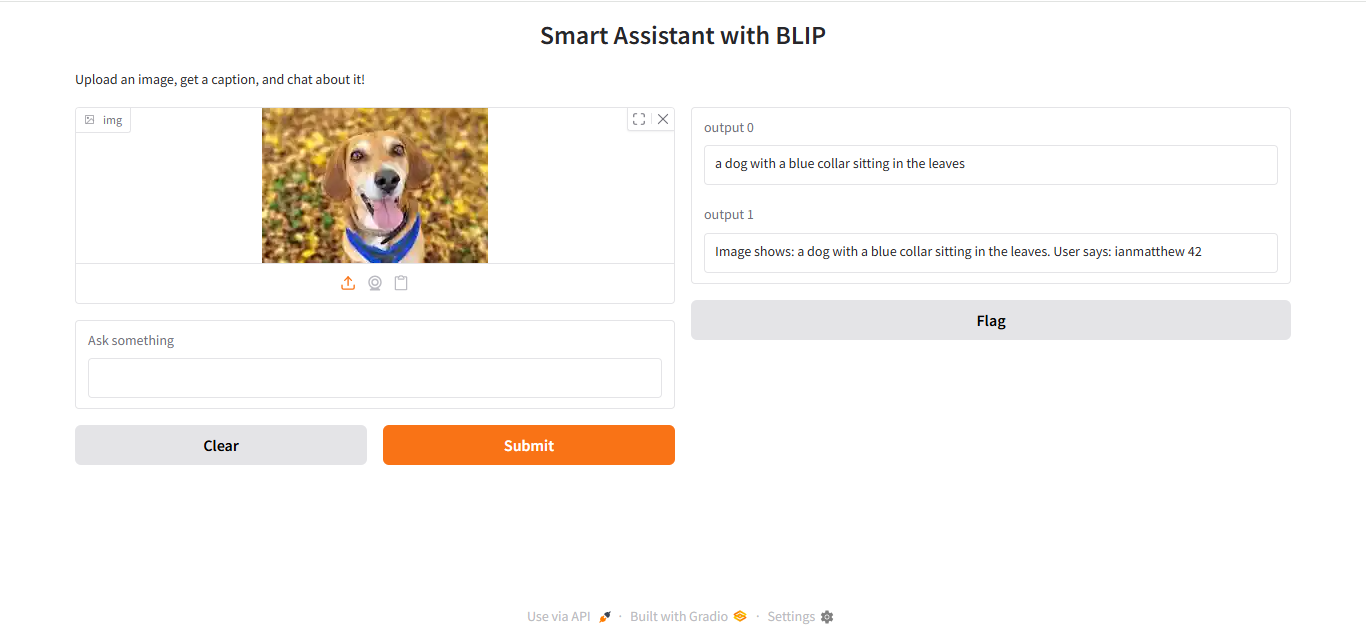 Smart Assistant with BLIP
Upload an image, get a caption, and chat about it!
img
Ask something
Clear
Submit
output 0
a dog with a blue collar sitting in the leaves
output 1
Image shows: a dog with a blue collar sitting in the leaves. User says: ianmatthew 42
Flag
Use via API · Built with Gradio · Settings